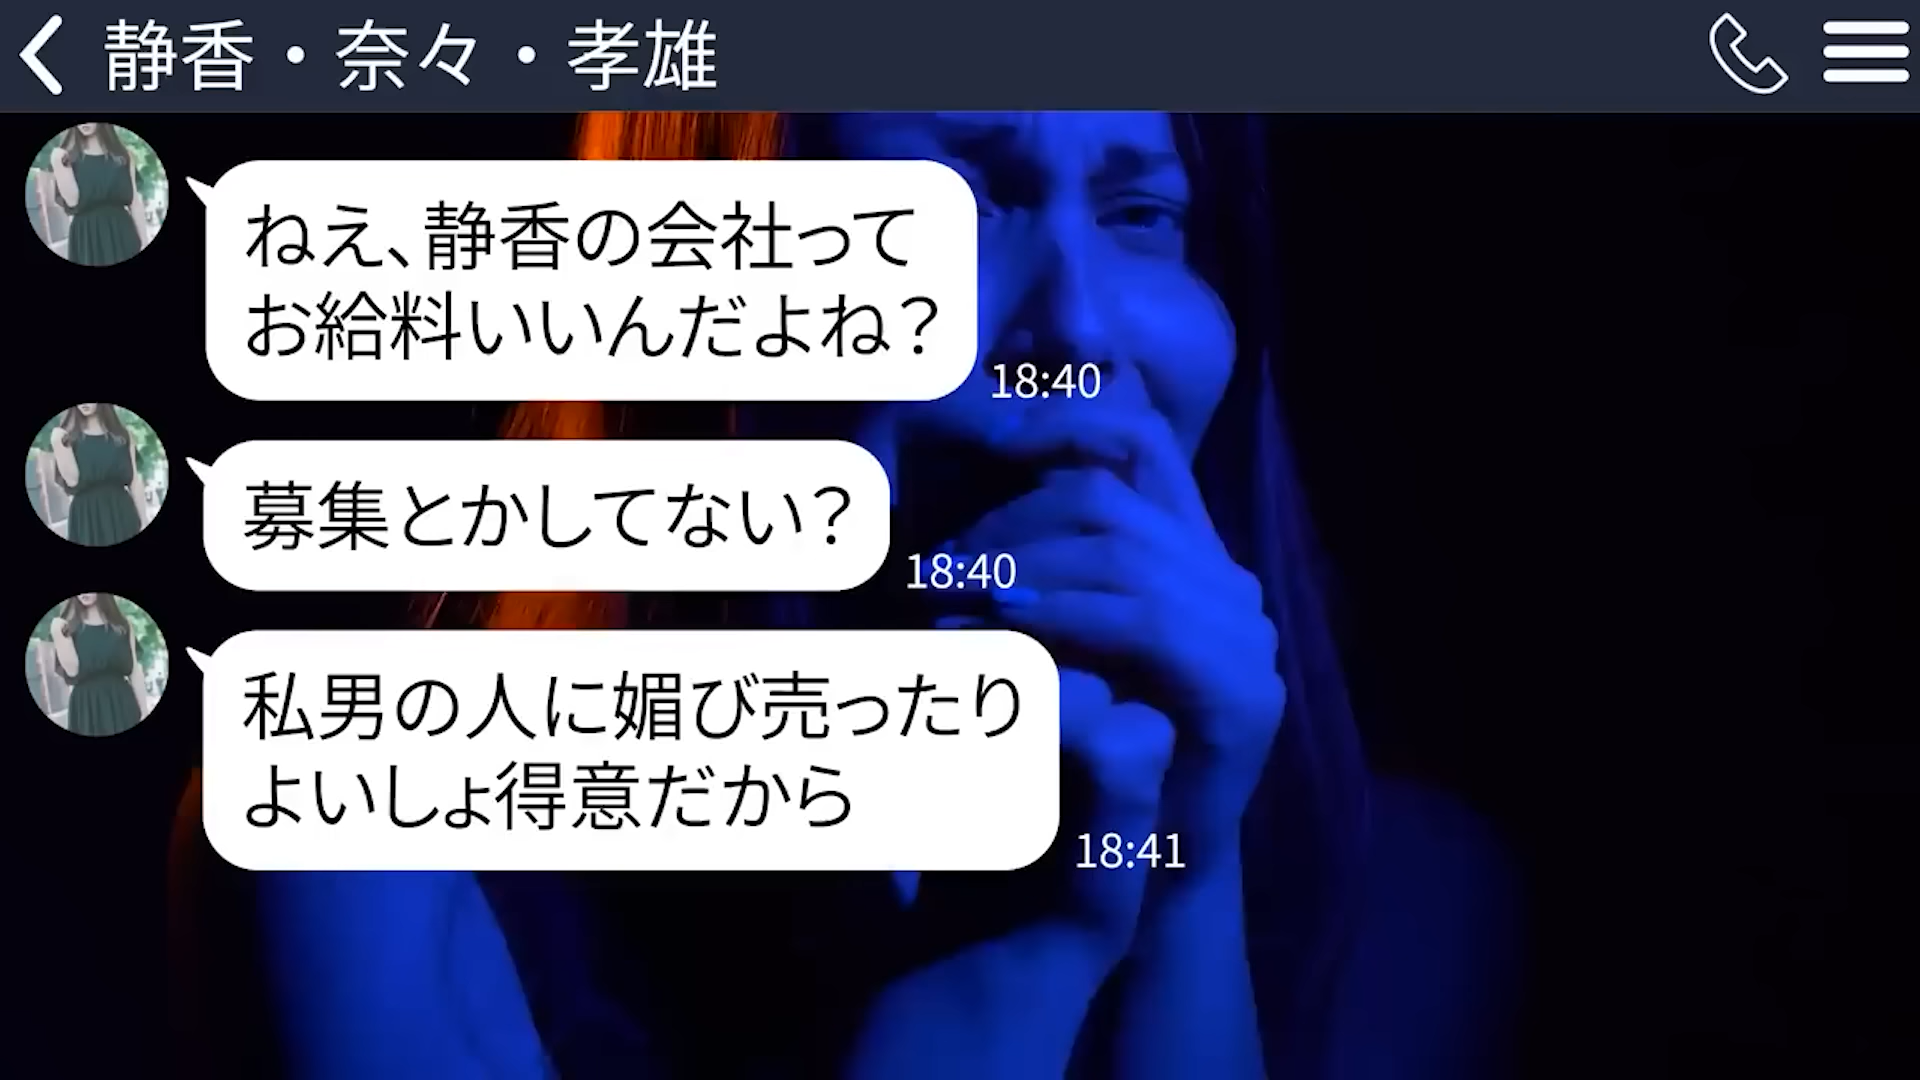 静香・奈々・孝雄
ねえ、静香の会社って
お給料いいんだよね？
18:40
募集とかしてない？
18:40
私男の人に媚び売ったり
よいしょ得意だから
18:41